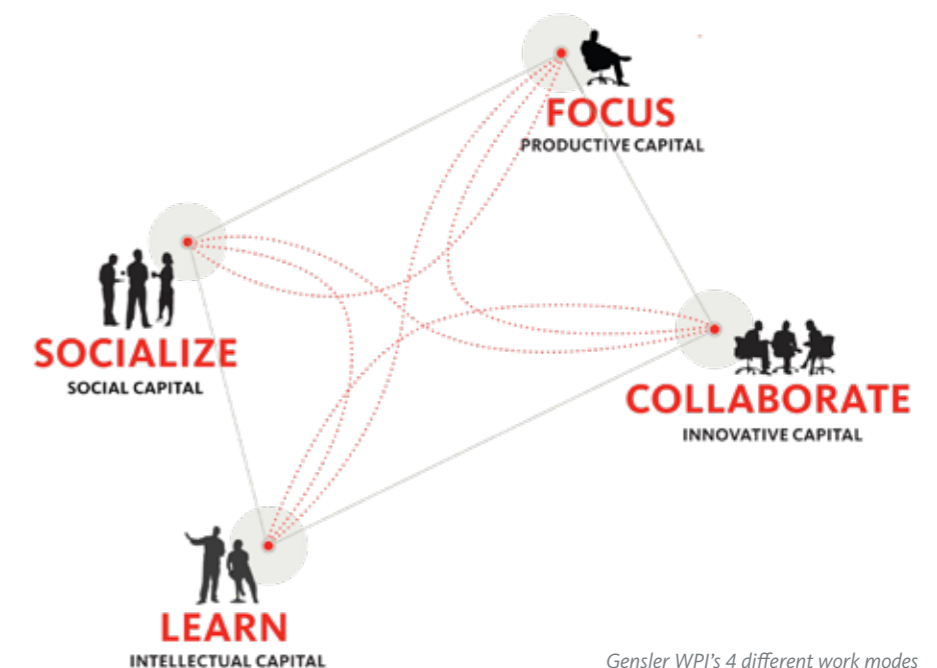 FOCUS
PRODUCTIVE CAPITAL
SOCIALIZE
SOCIAL CAPITAL
COLLABORATE
INNOVATIVE CAPITAL
LEARN
INTELLECTUAL CAPITAL
Gensler WPI's 4 different work modes